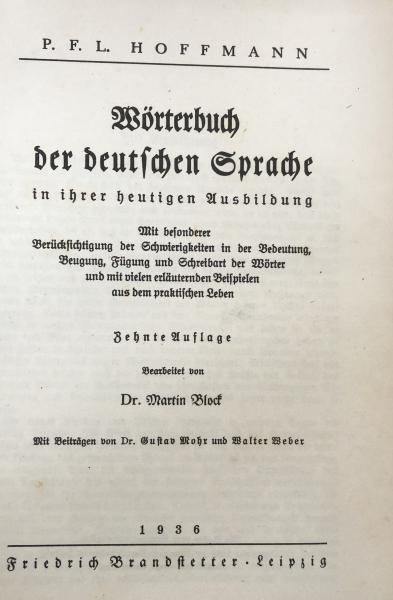 P. F. L. HOFFMANN
Wörterbuch
der deutschen Sprache
in ihrer heutigen Ausbildung
Mit besonderer
Berücksichtigung der Schwierigkeiten in der Bedeutung,
Beugung, Fügung und Schreibart der Wörter
und mit vielen erläuternden Beispielen
aus dem praktischen Leben
Zehnte Auflage
Bearbeitet von
Dr. Martin Block
Mit Beiträgen von Dr. Gustav Mohr und Walter Weber
1936
Friedrich Brandstetter · Leipzig